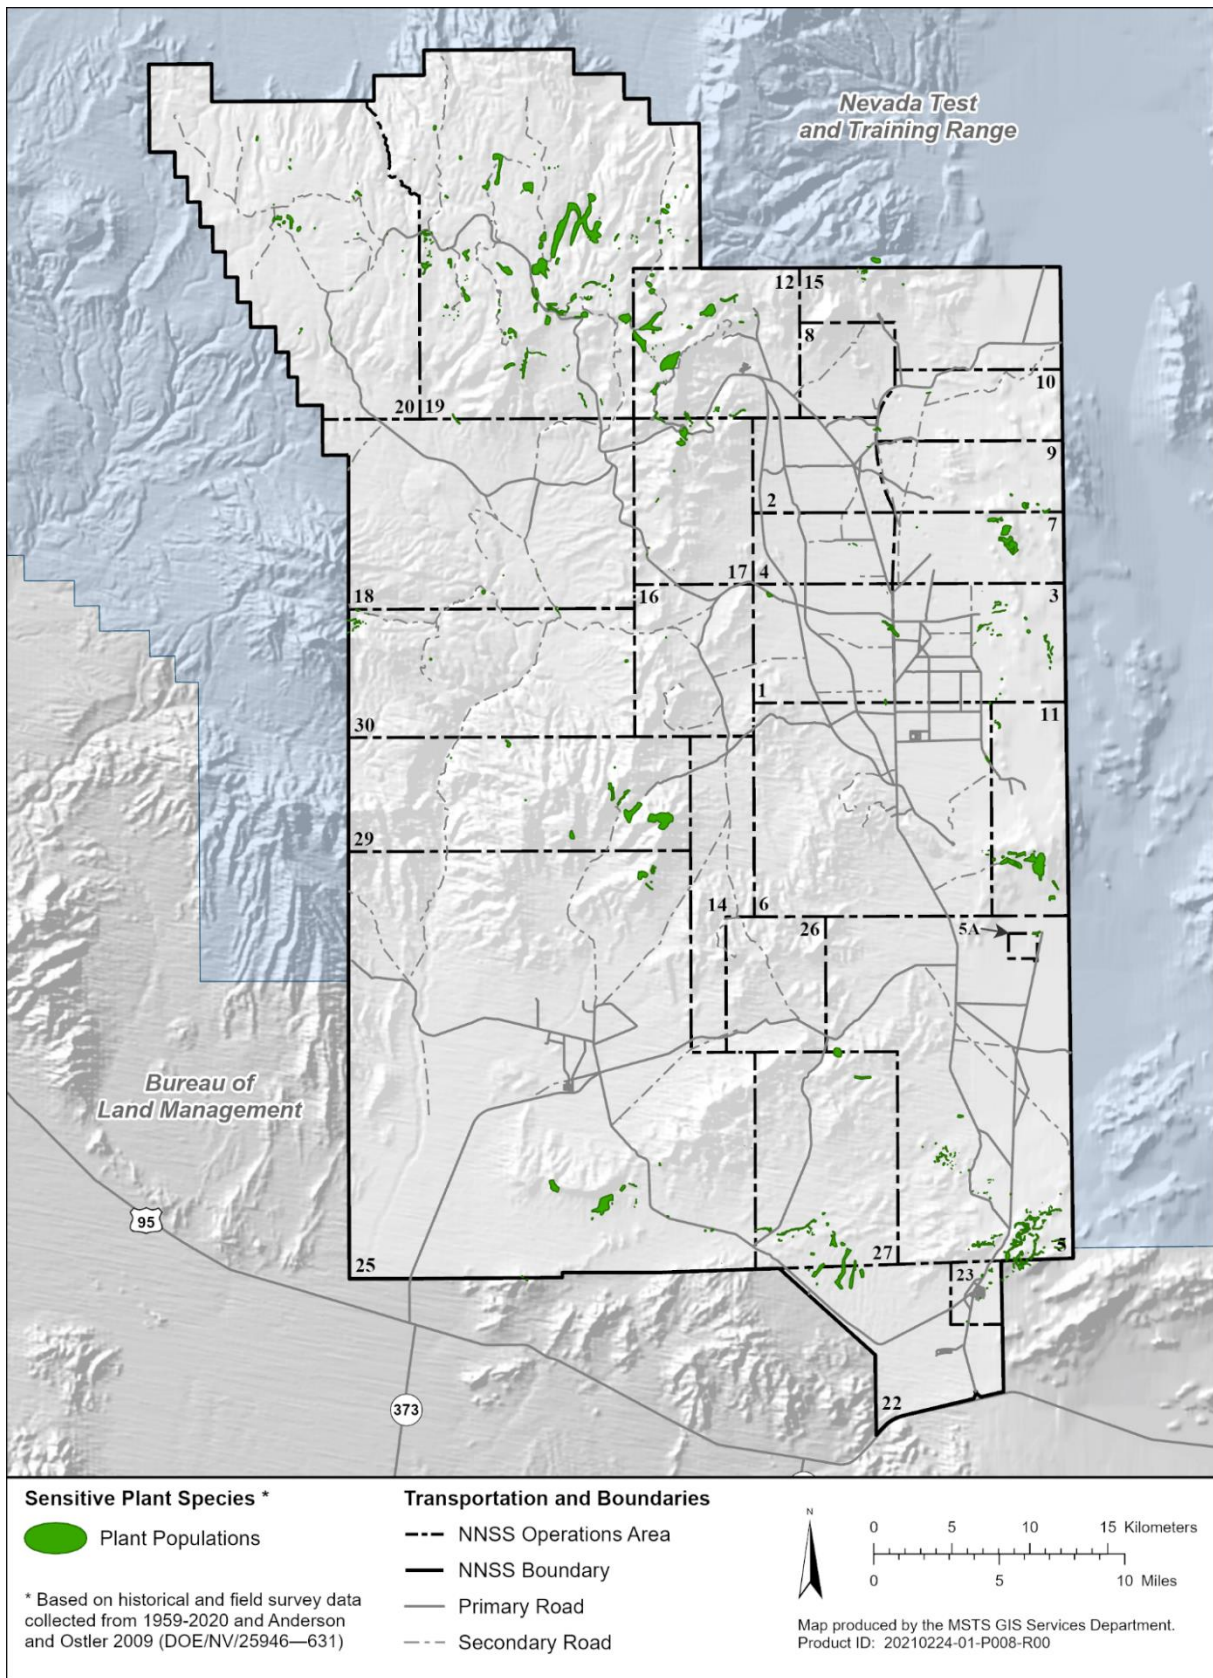 Nevada Test
and Training Range
12
15
8
10
20
19
9
2
7
17
4
18
16
3
1
11
30
29
14
6
26
5A
Bureau of
Land Management
95
25
27
5
23
373
22
Sensitive Plant Species *
Plant Populations
* Based on historical and field survey data
collected from 1959-2020 and Anderson
and Ostler 2009 (DOE/NV/25946—631)
Transportation and Boundaries
NNSS Operations Area
NNSS Boundary
Primary Road
Secondary Road
N
0 5 10 15 Kilometers
0 5 10 Miles
Map produced by the MSTS GIS Services Department.
Product ID: 20210224-01-P008-R00